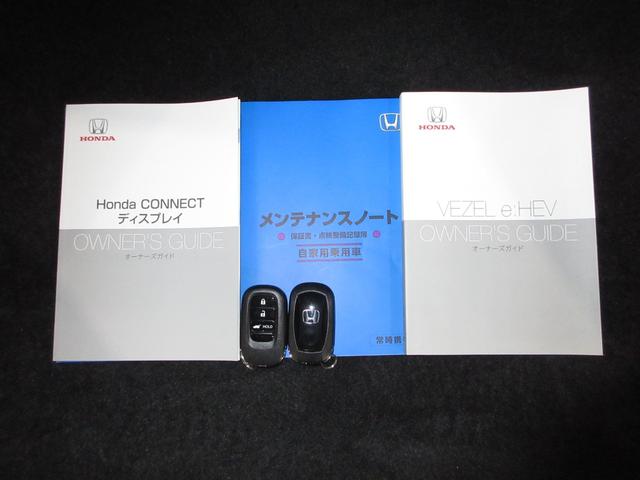 HONDA
Honda CONNECT
ディスプレイ
OWNER'S GUIDE
オーナーズガイド
メンテナンスノート
保証書・点検整備記録簿
自家用乗用車
常時携
HONDA
VEZEL e:HEV
OWNER'S GUIDE
オーナーズガイド
HOLD